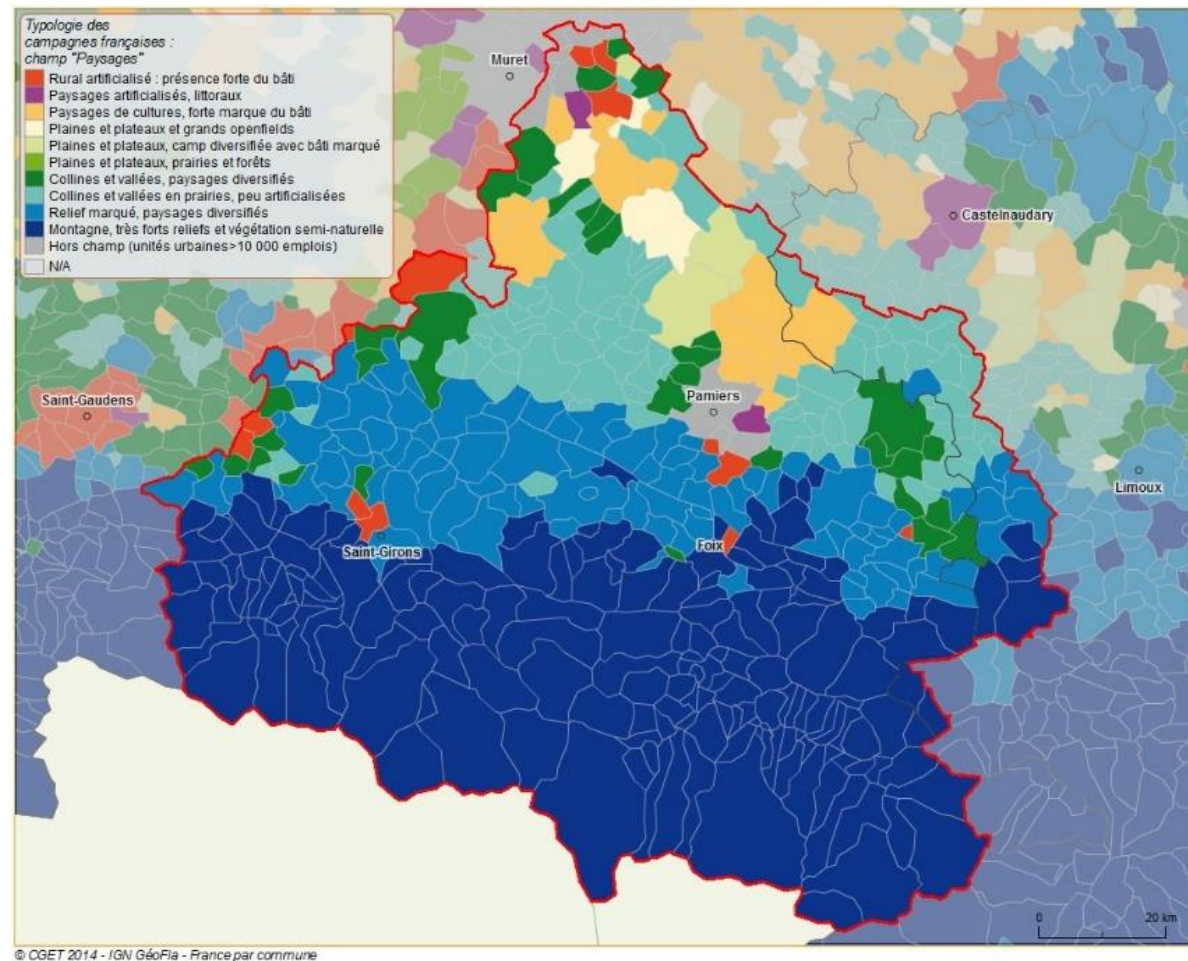 Typologie des
campagnes françaises :
champ "Paysages"
Rural artificialisé : présence forte du bâti
Paysages artificialisés, littoraux
Paysages de cultures, forte marque du bâti
Plaines et plateaux et grands openfields
Plaines et plateaux, camp diversifiée avec bâti marqué
Plaines et plateaux, prairies et forêts
Collines et vallées, paysages diversifiés
Collines et vallées en prairies, peu artificialisées
Relief marqué, paysages diversifiés
Montagne, très forts reliefs et végétation semi-naturelle
Hors champ (unités urbaines>10 000 emplois)
N/A
Muret
Castelnaudary
Saint-Gaudens
Pamiers
Limoux
Saint-Girons
Foix
0 20 km
© CGET 2014 - IGN GéoFla - France par commune